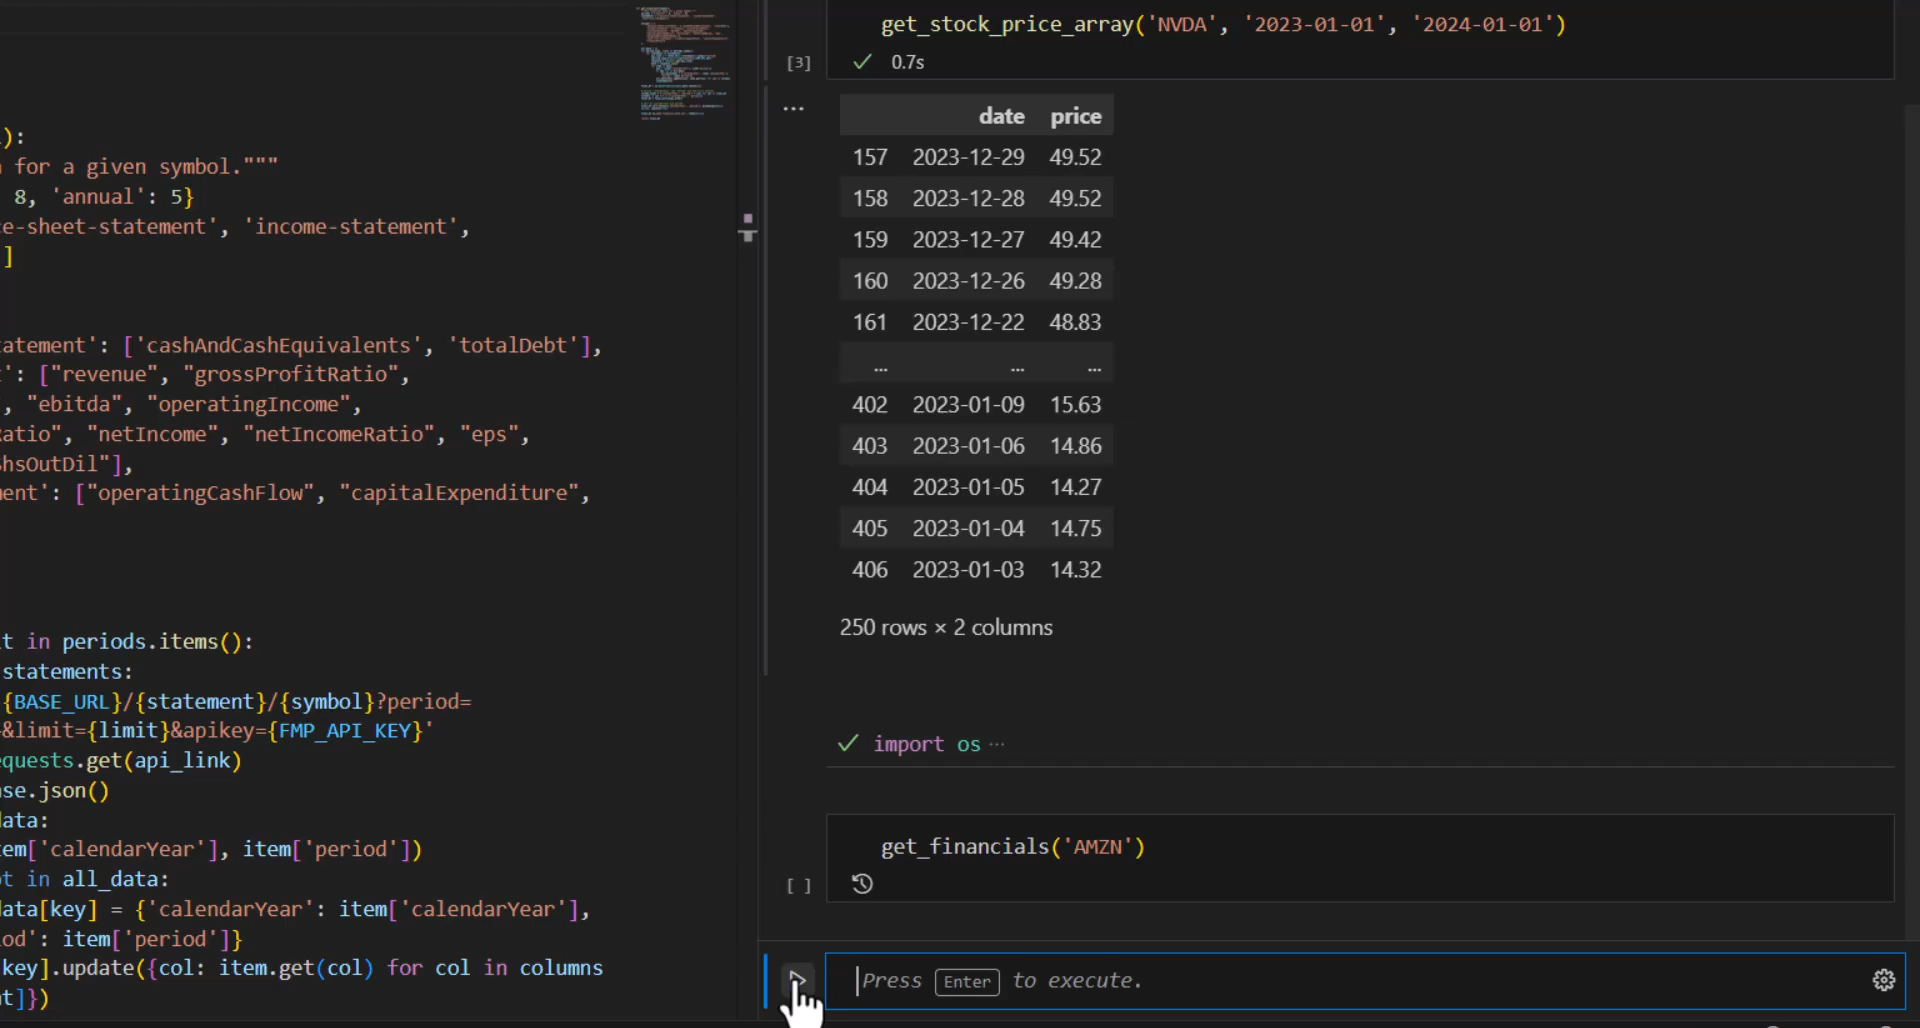 ):
for a given symbol."""
8, 'annual': 5}
e-sheet-statement', 'income-statement',
]
atement': ['cashAndCashEquivalents', 'totalDebt'],
': ["revenue", "grossProfitRatio",
, "ebitda", "operatingIncome",
atio", "netIncome", "netIncomeRatio", "eps",
hsOutDil"],
ent': ["operatingCashFlow", "capitalExpenditure",
t in periods.items():
statements:
{BASE_URL}/{statement}/{symbol}?period=
&limit={limit}&apikey={FMP_API_KEY}'
equests.get(api_link)
se.json()
ata:
em['calendarYear'], item['period'])
t in all_data:
ata[key] = {'calendarYear': item['calendarYear'],
od': item['period']}
key].update({col: item.get(col) for col in columns
t]})
get_stock_price_array('NVDA', '2023-01-01', '2024-01-01')
[3] 0.7s
...
date price
157 2023-12-29 49.52
158 2023-12-28 49.52
159 2023-12-27 49.42
160 2023-12-26 49.28
161 2023-12-22 48.83
... ... ...
402 2023-01-09 15.63
403 2023-01-06 14.86
404 2023-01-05 14.27
405 2023-01-04 14.75
406 2023-01-03 14.32
250 rows × 2 columns
import os ...
get_financials('AMZN')
[ ]
Press Enter to execute.